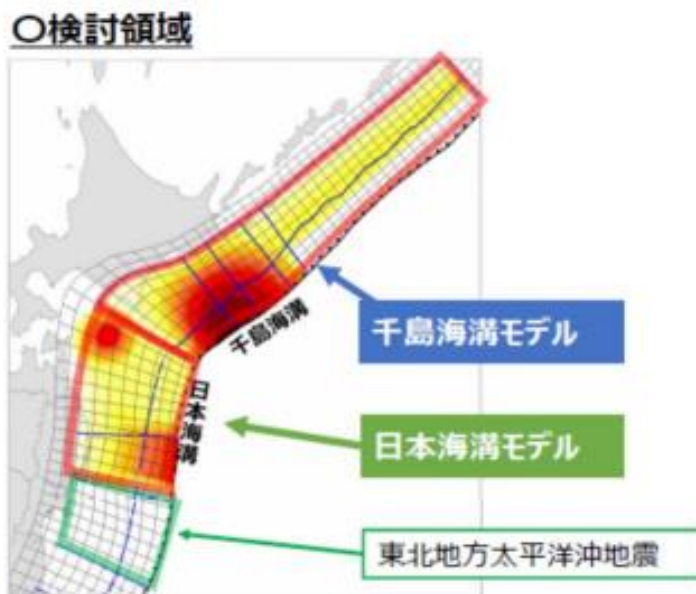 〇検討領域
千島海溝
千島海溝モデル
日本海溝
日本海溝モデル
東北地方太平洋沖地震